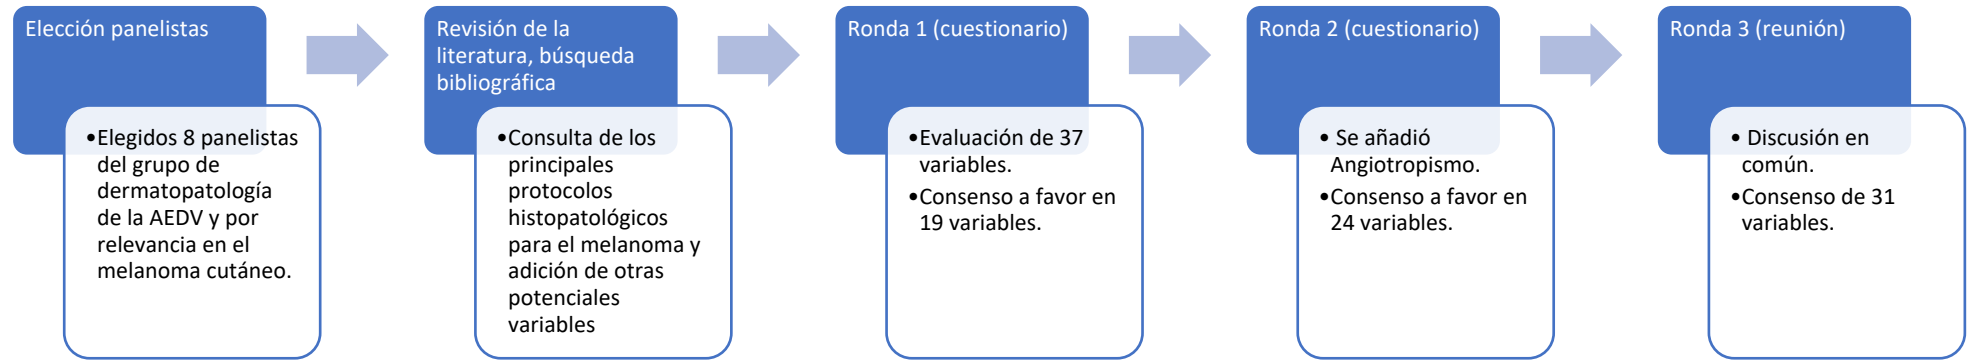 Elección panelistas
•Elegidos 8 panelistas
del grupo de
dermatopatología
de la AEDV y por
relevancia en el
melanoma cutáneo.
Revisión de la
literatura, búsqueda
bibliográfica
•Consulta de los
principales
protocolos
histopatológicos
para el melanoma y
adición de otras
potenciales
variables
Ronda 1 (cuestionario)
•Evaluación de 37
variables.
•Consenso a favor en
19 variables.
Ronda 2 (cuestionario)
• Se añadió
Angiotropismo.
•Consenso a favor en
24 variables.
Ronda 3 (reunión)
• Discusión en
común.
•Consenso de 31
variables.